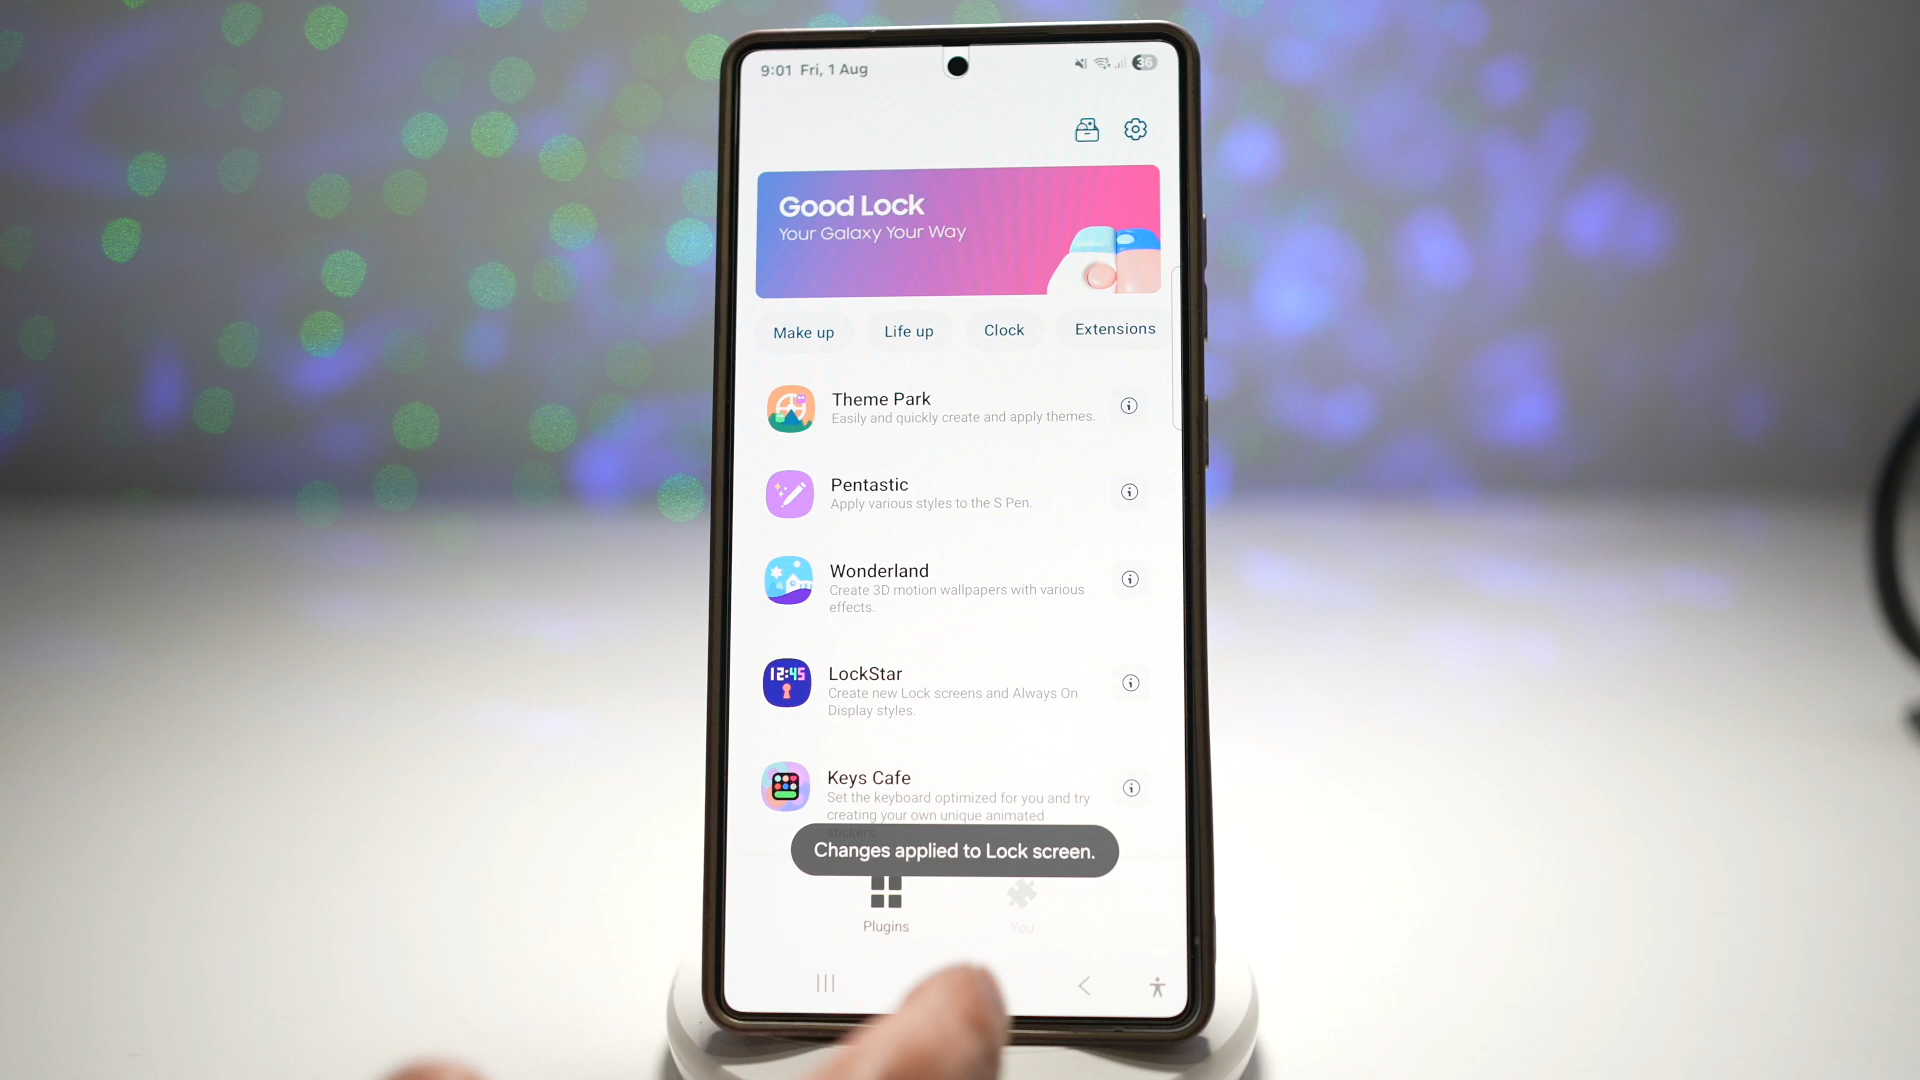 9:01 Fri, 1 Aug
36
Good Lock
Your Galaxy Your Way
Make up
Life up
Clock
Extensions
Theme Park
Easily and quickly create and apply themes.
Pentastic
Apply various styles to the S Pen.
Wonderland
Create 3D motion wallpapers with various
effects.
12:45
LockStar
Create new Lock screens and Always On
Display styles.
Keys Cafe
Set the keyboard optimized for you and try
creating your own unique animated
stickers.
Changes applied to Lock screen.
Plugins
You